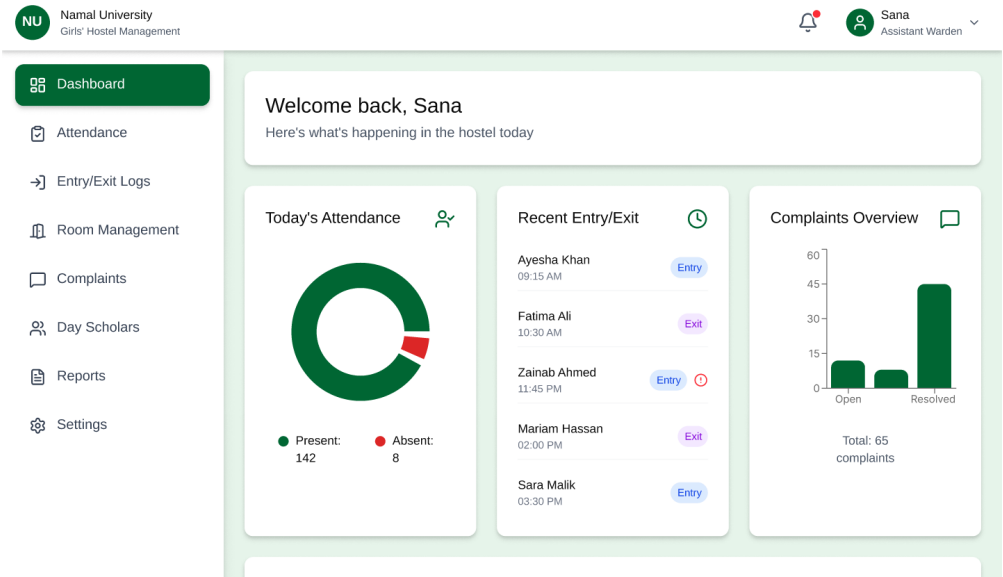 NU
Namal University
Girls' Hostel Management
Sana
Assistant Warden
Dashboard
Attendance
Entry/Exit Logs
Room Management
Complaints
Day Scholars
Reports
Settings
Welcome back, Sana
Here's what's happening in the hostel today
Today's Attendance
Present:
142
Absent:
8
Recent Entry/Exit
Ayesha Khan
09:15 AM
Entry
Fatima Ali
10:30 AM
Exit
Zainab Ahmed
11:45 PM
Entry
Mariam Hassan
02:00 PM
Exit
Sara Malik
03:30 PM
Entry
Complaints Overview
60
45
30
15
0
Open
Resolved
Total: 65
complaints